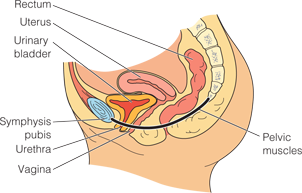 Rectum
Uterus
Urinary
bladder
Symphysis
pubis
Urethra
Vagina
Pelvic
muscles